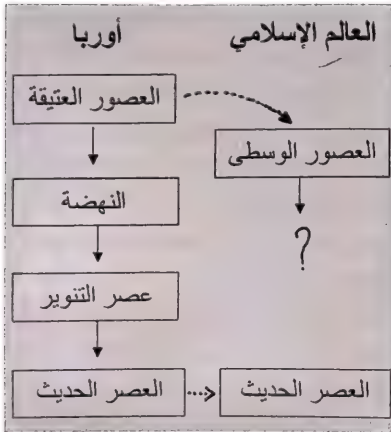 العالم الإسلامي
أوربا
العصور العتيقة
العصور الوسطى
النهضة
?
عصر التنوير
العصر الحديث
العصر الحديث